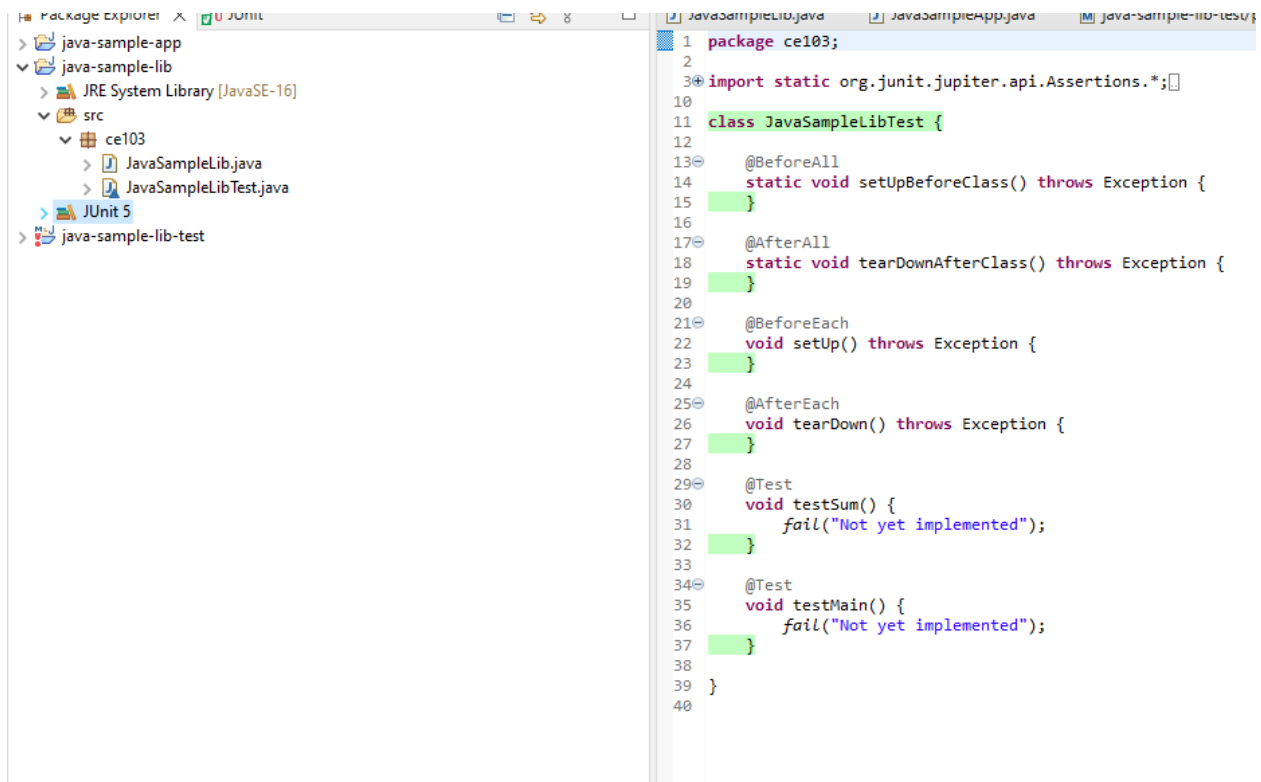 Package Explorer × JUnit
java-sample-app
java-sample-lib
JRE System Library [JavaSE-16]
src
ce103
JavaSampleLib.java
JavaSampleLibTest.java
JUnit 5
java-sample-lib-test
JavaSampleLib.java JavaSampleApp.java java-sample-lib-test/
1 package ce103;
2
3 import static org.junit.jupiter.api.Assertions.*;
10
11 class JavaSampleLibTest {
12
13 @BeforeAll
14 static void setUpBeforeClass() throws Exception {
15 }
16
17 @AfterAll
18 static void tearDownAfterClass() throws Exception {
19 }
20
21 @BeforeEach
22 void setUp() throws Exception {
23 }
24
25 @AfterEach
26 void tearDown() throws Exception {
27 }
28
29 @Test
30 void testSum() {
31 fail("Not yet implemented");
32 }
33
34 @Test
35 void testMain() {
36 fail("Not yet implemented");
37 }
38
39 }
40